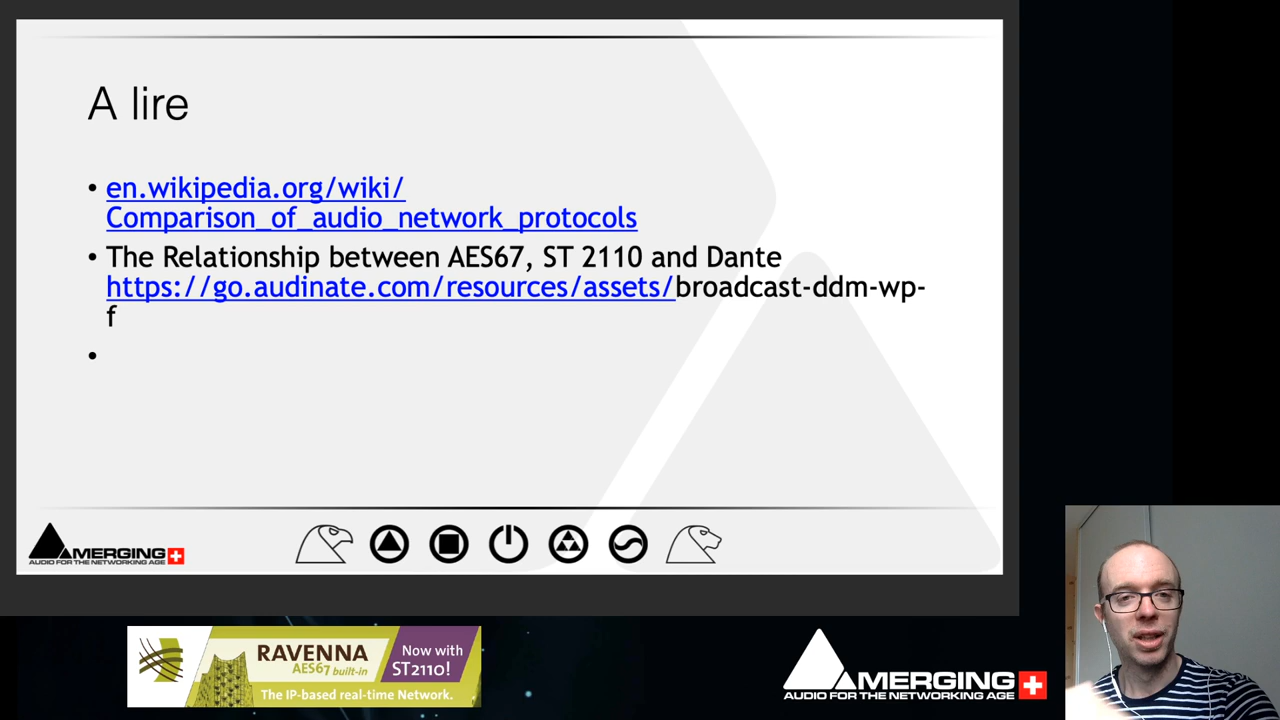 A lire
• en.wikipedia.org/wiki/
Comparison_of_audio_network_protocols
• The Relationship between AES67, ST 2110 and Dante
https://go.audinate.com/resources/assets/broadcast-ddm-wp-
f
•
MERGING
AUDIO FOR THE NETWORKING AGE
RAVENNA
AES67 built-in
Now with
ST2110!
The IP-based real-time Network.
MERGING
AUDIO FOR THE NETWORKING AGE